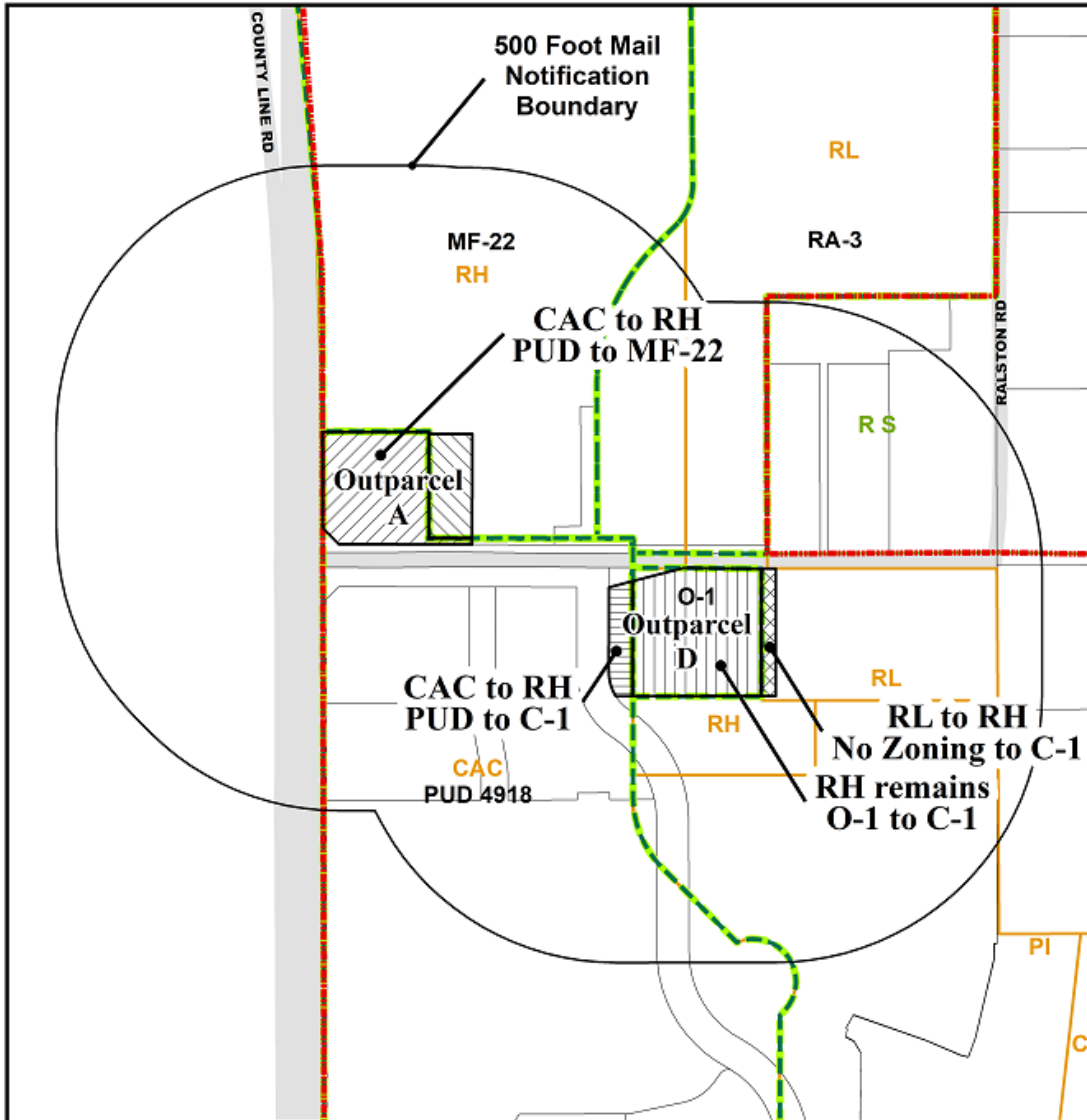 COUNTY LINE RD
500 Foot Mail
Notification
Boundary
RL
MF-22
RH
RA-3
CAC to RH
PUD to MF-22
RALSTON RD
R S
Outparcel
A
O-1
Outparcel
D
CAC to RH
PUD to C-1
RL
RH
RL to RH
No Zoning to C-1
CAC
PUD 4918
RH remains
O-1 to C-1
PI
C